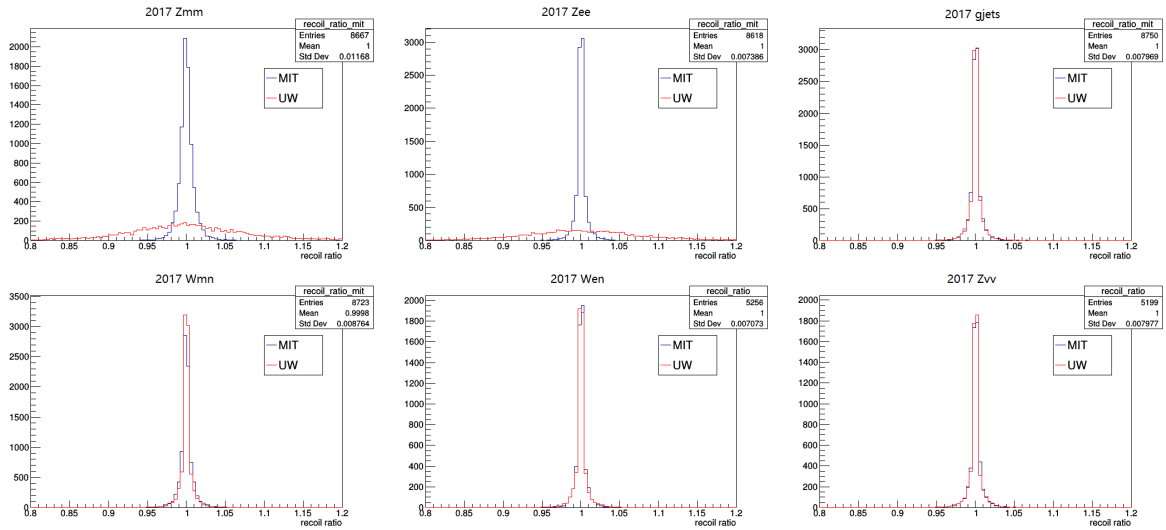 2017 Zmm
recoil_ratio_mit
Entries 8667
Mean 1
Std Dev 0.01168
MIT
UW
2000
1800
1600
1400
1200
1000
800
600
400
200
0
0.8 0.85 0.9 0.95 1 1.05 1.1 1.15 1.2
recoil ratio
2017 Zee
recoil_ratio_mit
Entries 8618
Mean 1
Std Dev 0.007386
MIT
UW
3000
2500
2000
1500
1000
500
0
0.8 0.85 0.9 0.95 1 1.05 1.1 1.15 1.2
recoil ratio
2017 gjets
recoil_ratio_mit
Entries 8750
Mean 1
Std Dev 0.007969
MIT
UW
3000
2500
2000
1500
1000
500
0
0.8 0.85 0.9 0.95 1 1.05 1.1 1.15 1.2
recoil ratio
2017 Wmn
recoil_ratio_mit
Entries 8723
Mean 0.9998
Std Dev 0.008764
MIT
UW
3500
3000
2500
2000
1500
1000
500
0
0.8 0.85 0.9 0.95 1 1.05 1.1 1.15 1.2
recoil ratio
2017 Wen
recoil_ratio
Entries 5256
Mean 1
Std Dev 0.007073
MIT
UW
2000
1800
1600
1400
1200
1000
800
600
400
200
0
0.8 0.85 0.9 0.95 1 1.05 1.1 1.15 1.2
recoil ratio
2017 Zvv
recoil_ratio
Entries 5199
Mean 1
Std Dev 0.007977
MIT
UW
2000
1800
1600
1400
1200
1000
800
600
400
200
0
0.8 0.85 0.9 0.95 1 1.05 1.1 1.15 1.2
recoil ratio